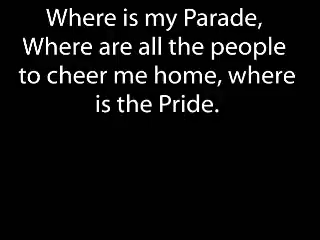 Where is my Parade,
Where are all the people
to cheer me home, where
is the Pride.